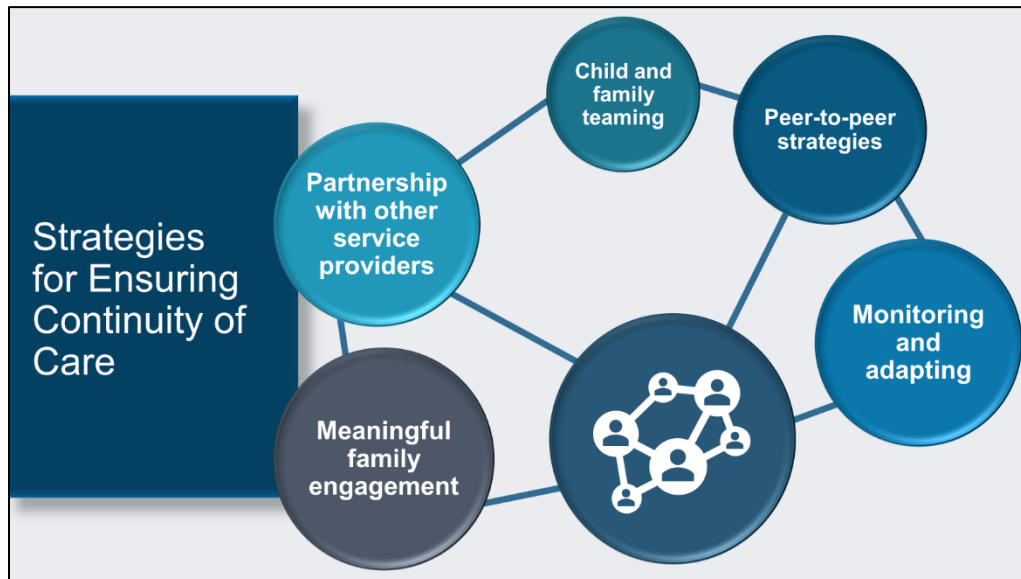 Strategies
for Ensuring
Continuity of
Care
Partnership
with other
service
providers
Child and
family
teaming
Peer-to-peer
strategies
Monitoring
and
adapting
Meaningful
family
engagement